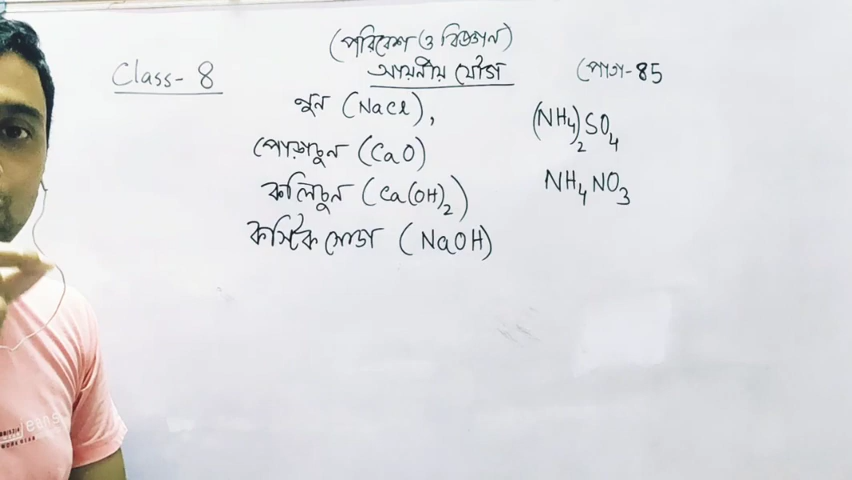 (পরিবেশ ও বিজ্ঞান)
Class- 8
আয়নীয় যৌগ
পোতা-85
নুন (NaCl),
(NH4)2SO4
পোড়াচুন (CaO)
কলিচুন (Ca(OH)2)
NH4NO3
কস্টিক সোডা (NaOH)